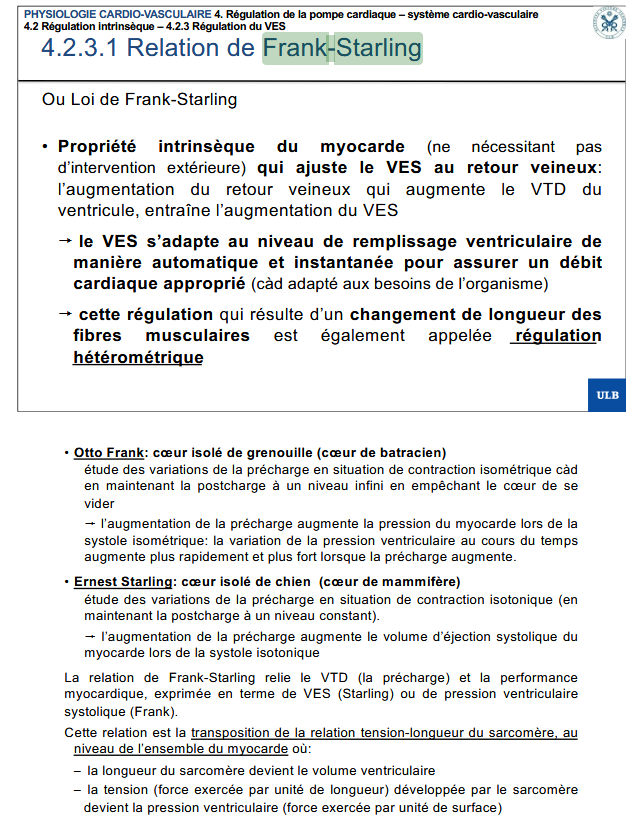 PHYSIOLOGIE CARDIO-VASCULAIRE 4. Régulation de la pompe cardiaque – système cardio-vasculaire
4.2 Régulation intrinsèque – 4.2.3 Régulation du VES
4.2.3.1 Relation de Frank-Starling
Ou Loi de Frank-Starling
• Propriété intrinsèque du myocarde (ne nécessitant pas
d’intervention extérieure) qui ajuste le VES au retour veineux:
l’augmentation du retour veineux qui augmente le VTD du
ventricule, entraîne l’augmentation du VES
→ le VES s’adapte au niveau de remplissage ventriculaire de
manière automatique et instantanée pour assurer un débit
cardiaque approprié (càd adapté aux besoins de l’organisme)
→ cette régulation qui résulte d’un changement de longueur des
fibres musculaires est également appelée régulation
hétérométrique
ULB
• Otto Frank: cœur isolé de grenouille (cœur de batracien)
étude des variations de la précharge en situation de contraction isométrique càd
en maintenant la postcharge à un niveau infini en empêchant le cœur de se
vider
→ l’augmentation de la précharge augmente la pression du myocarde lors de la
systole isométrique: la variation de la pression ventriculaire au cours du temps
augmente plus rapidement et plus fort lorsque la précharge augmente.
• Ernest Starling: cœur isolé de chien (cœur de mammifère)
étude des variations de la précharge en situation de contraction isotonique (en
maintenant la postcharge à un niveau constant).
→ l’augmentation de la précharge augmente le volume d’éjection systolique du
myocarde lors de la systole isotonique
La relation de Frank-Starling relie le VTD (la précharge) et la performance
myocardique, exprimée en terme de VES (Starling) ou de pression ventriculaire
systolique (Frank).
Cette relation est la transposition de la relation tension-longueur du sarcomère, au
niveau de l’ensemble du myocarde où:
– la longueur du sarcomère devient le volume ventriculaire
– la tension (force exercée par unité de longueur) développée par le sarcomère
devient la pression ventriculaire (force exercée par unité de surface)